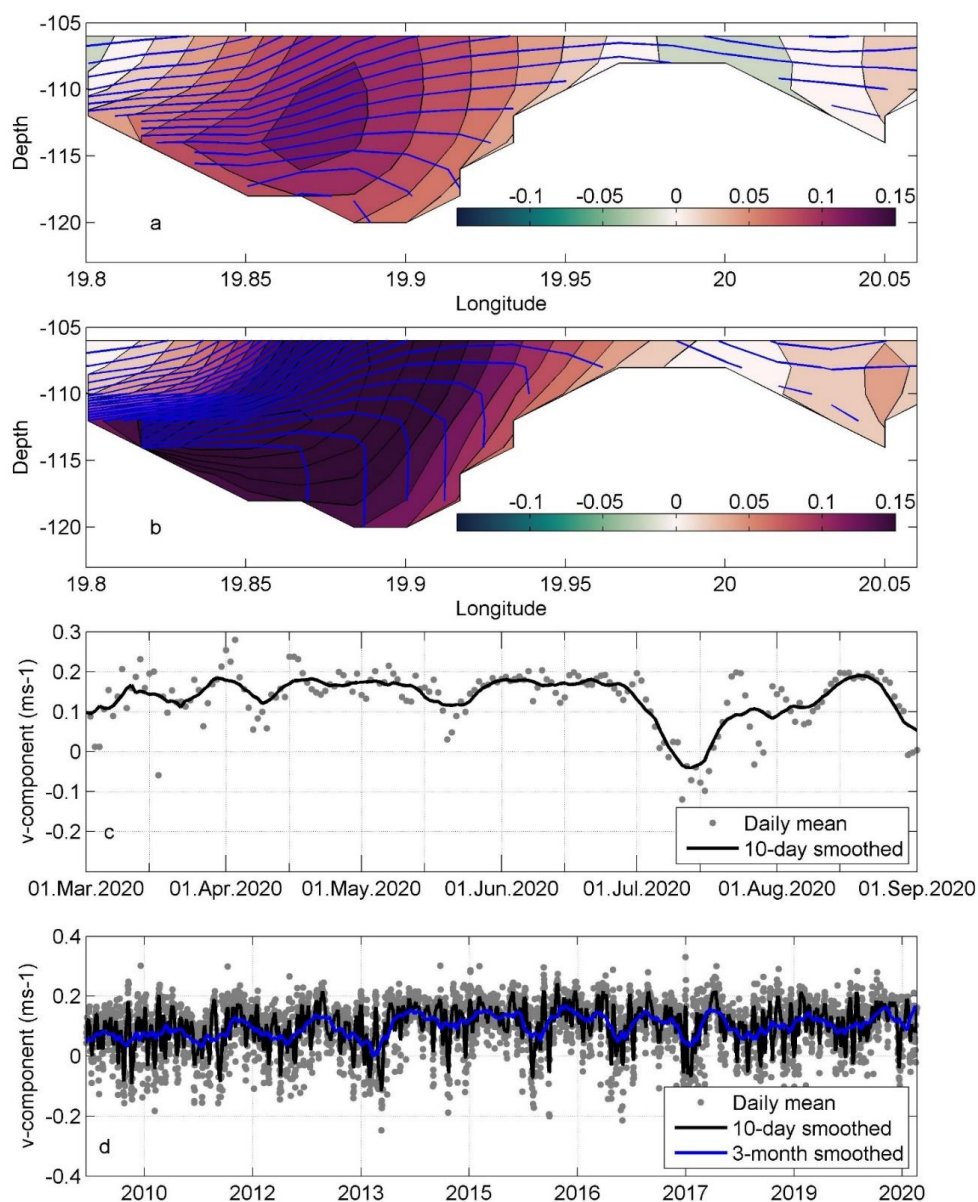 -105
-110
-115
-120
Depth
a
-0.1 -0.05 0 0.05 0.1 0.15
19.8 19.85 19.9 19.95 20 20.05
Longitude
-105
-110
-115
-120
Depth
b
-0.1 -0.05 0 0.05 0.1 0.15
19.8 19.85 19.9 19.95 20 20.05
Longitude
0.3
0.2
0.1
0
-0.1
-0.2
v-component (ms-1)
c
Daily mean
10-day smoothed
01.Mar.2020 01.Apr.2020 01.May.2020 01.Jun.2020 01.Jul.2020 01.Aug.2020 01.Sep.2020
0.4
0.2
0
-0.2
-0.4
v-component (ms-1)
d
Daily mean
10-day smoothed
3-month smoothed
2010 2012 2013 2015 2016 2017 2019 2020